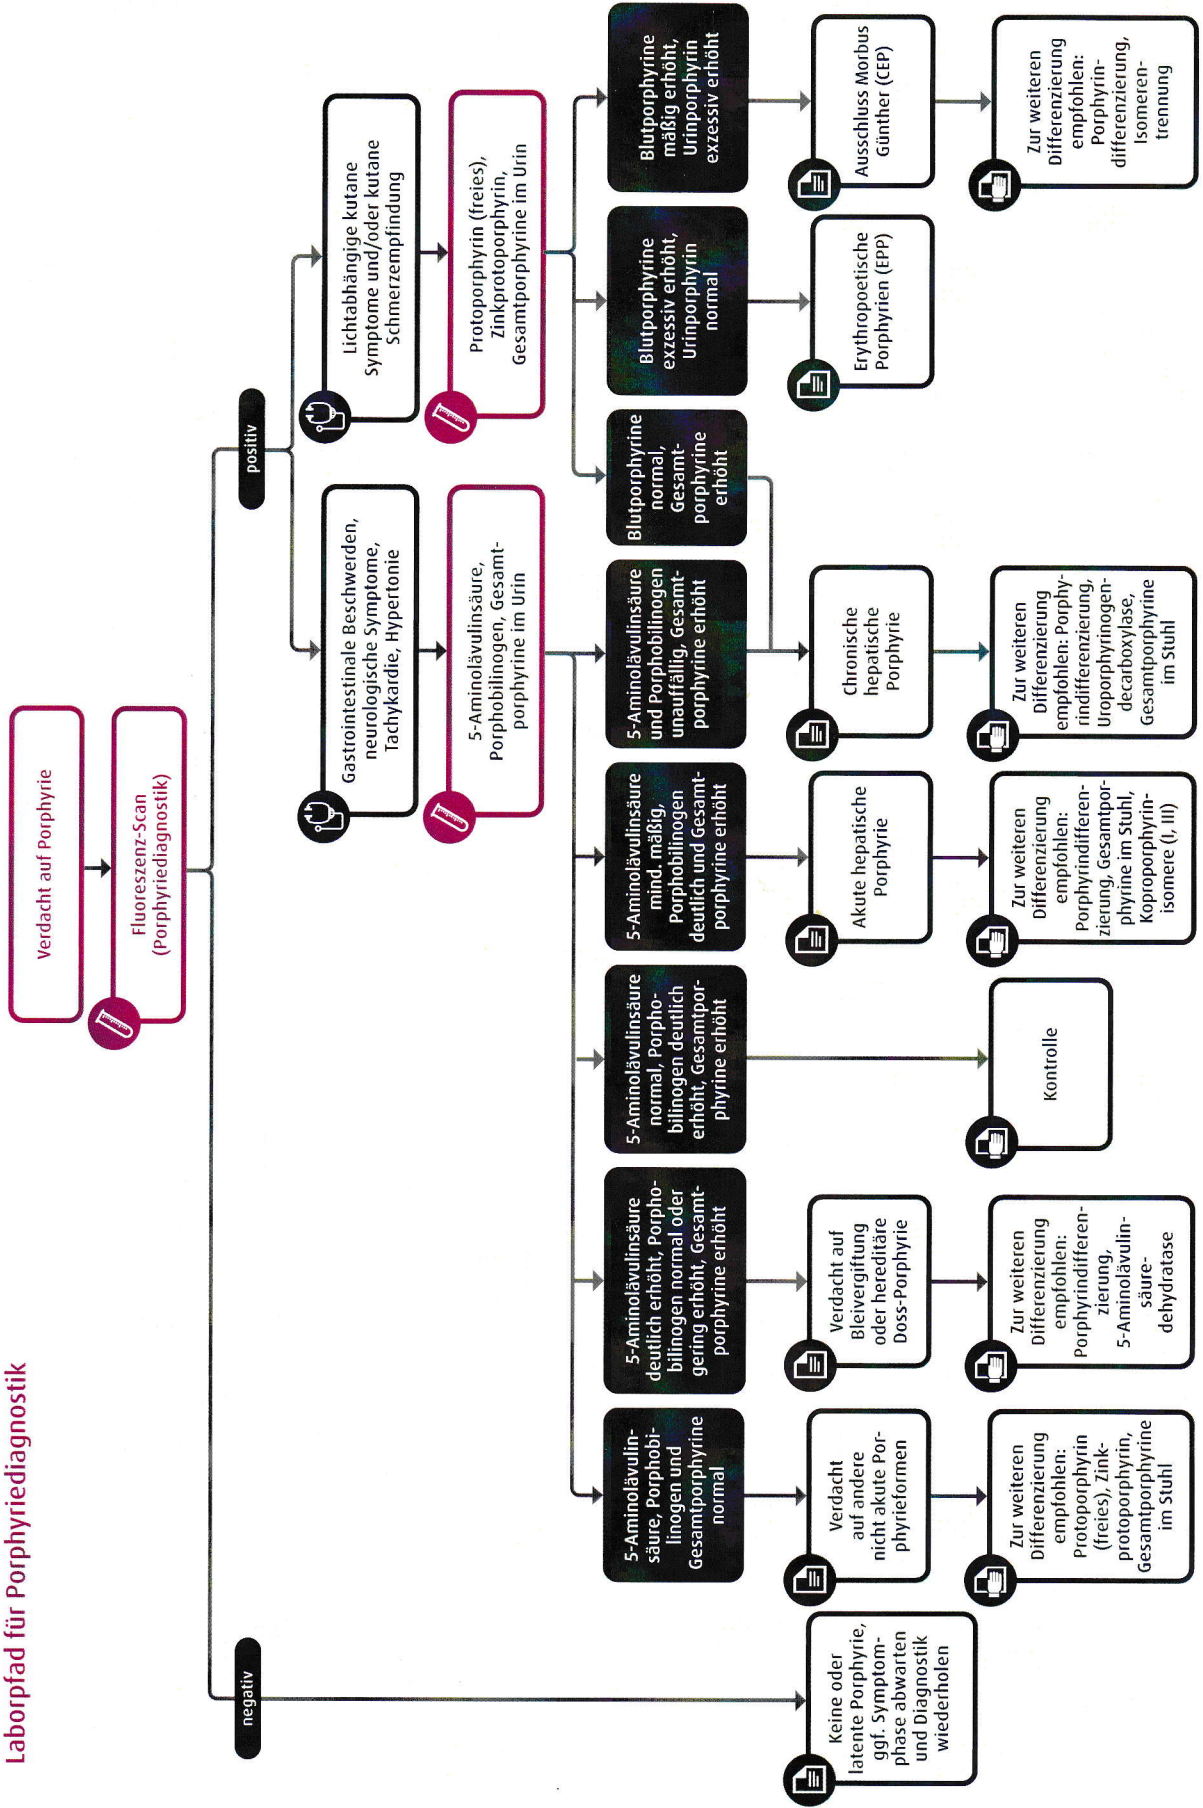 Laborpfad für Porphyriediagnostik
Verdacht auf Porphyrie
Fluoreszenz-Scan
(Porphyriediagnostik)
negativ
positiv
Gastrointestinale Beschwerden,
neurologische Symptome,
Tachykardie, Hypertonie
Lichtabhängige kutane
Symptome und/oder kutane
Schmerzempfindung
5-Aminolävulinsäure,
Porphobilinogen, Gesamt-
porphyrine im Urin
Protoporphyrin (freies),
Zinkprotoporphyrin,
Gesamtporphyrine im Urin
5-Aminolävulin-
säure, Porphobi-
linogen und
Gesamtporphyrine
normal
5-Aminolävulinsäure
deutlich erhöht, Porpho-
bilinogen normal oder
gering erhöht, Gesamt-
porphyrine erhöht
5-Aminolävulinsäure
normal, Porpho-
bilinogen deutlich
erhöht, Gesamtpor-
phyrine erhöht
5-Aminolävulinsäure
mind. mäßig,
Porphobilinogen
deutlich und Gesamt-
porphyrine erhöht
5-Aminolävulinsäure
und Porphobilinogen
unauffällig, Gesamt-
porphyrine erhöht
Blutporphyrine
normal,
Gesamt-
porphyrine
erhöht
Blutporphyrine
exzessiv erhöht,
Urinporphyrin
normal
Blutporphyrine
mäßig erhöht,
Urinporphyrin
exzessiv erhöht
Keine oder
latente Porphyrie,
ggf. Symptom-
phase abwarten
und Diagnostik
wiederholen
Verdacht
auf andere
nicht akute Por-
phyrieformen
Verdacht auf
Bleivergiftung
oder hereditäre
Doss-Porphyrie
Akute hepatische
Porphyrie
Chronische
hepatische
Porphyrie
Erythropoetische
Porphyrien (EPP)
Ausschluss Morbus
Günther (CEP)
Zur weiteren
Differenzierung
empfohlen:
Protoporphyrin
(freies), Zink-
protoporphyrin,
Gesamtporphyrine
im Stuhl
Zur weiteren
Differenzierung
empfohlen:
Porphyrindifferen-
zierung,
5-Aminolävulin-
säure-
dehydratase
Kontrolle
Zur weiteren
Differenzierung
empfohlen:
Porphyrindifferen-
zierung, Gesamtpor-
phyrine im Stuhl,
Koproporphyrin-
isomere (I, III)
Zur weiteren
Differenzierung
empfohlen: Porphy-
rindifferenzierung,
Uroporphyrinogen-
decarboxylase,
Gesamtporphyrine
im Stuhl
Zur weiteren
Differenzierung
empfohlen:
Porphyrin-
differenzierung,
Isomeren-
trennung